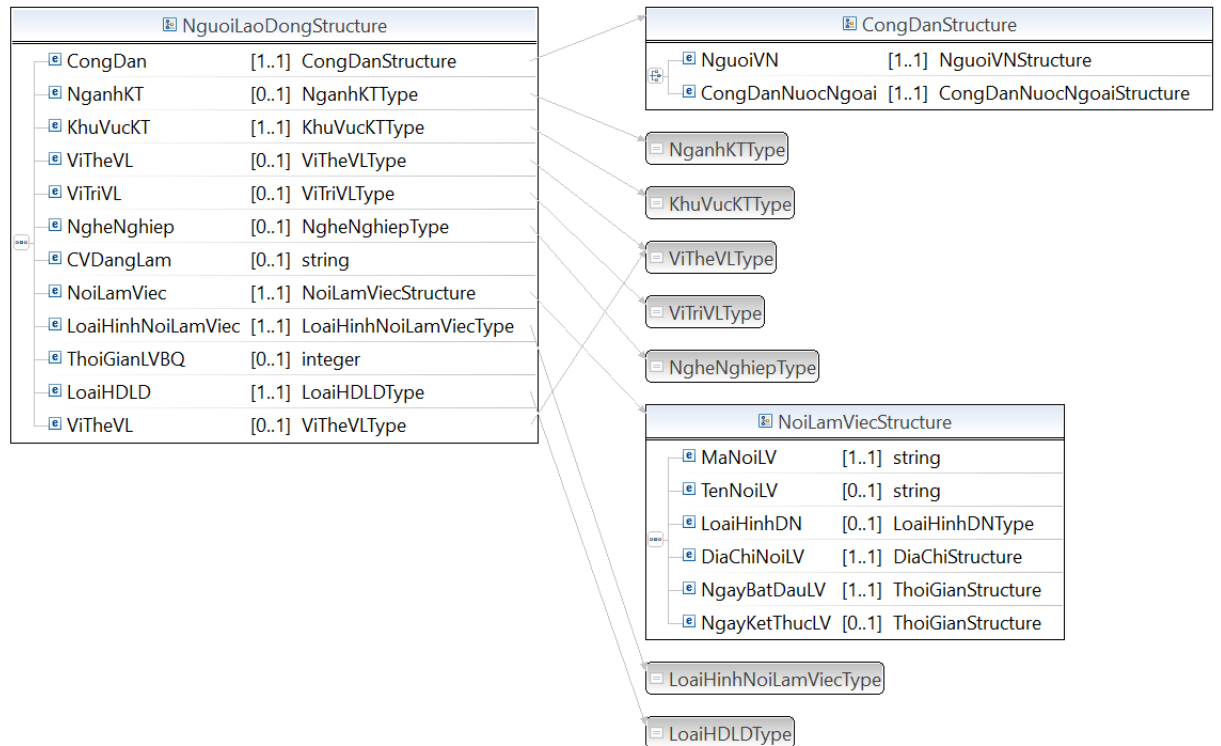 NguoiLaoDongStructure
CongDan [1..1] CongDanStructure
NganhKT [0..1] NganhKTType
KhuVucKT [1..1] KhuVucKTType
ViTheVL [0..1] ViTheVLType
ViTriVL [0..1] ViTriVLType
NgheNghiep [0..1] NgheNghiepType
CVDangLam [0..1] string
NoiLamViec [1..1] NoiLamViecStructure
LoaiHinhNoiLamViec [1..1] LoaiHinhNoiLamViecType
ThoiGianLVBQ [0..1] integer
LoaiHDLD [1..1] LoaiHDLDType
ViTheVL [0..1] ViTheVLType
CongDanStructure
NguoiVN [1..1] NguoiVNStructure
CongDanNuocNgoai [1..1] CongDanNuocNgoaiStructure
NganhKTType
KhuVucKTType
ViTheVLType
ViTriVLType
NgheNghiepType
NoiLamViecStructure
MaNoiLV [1..1] string
TenNoiLV [0..1] string
LoaiHinhDN [0..1] LoaiHinhDNType
DiaChiNoiLV [1..1] DiaChiStructure
NgayBatDauLV [1..1] ThoiGianStructure
NgayKetThucLV [0..1] ThoiGianStructure
LoaiHinhNoiLamViecType
LoaiHDLDType